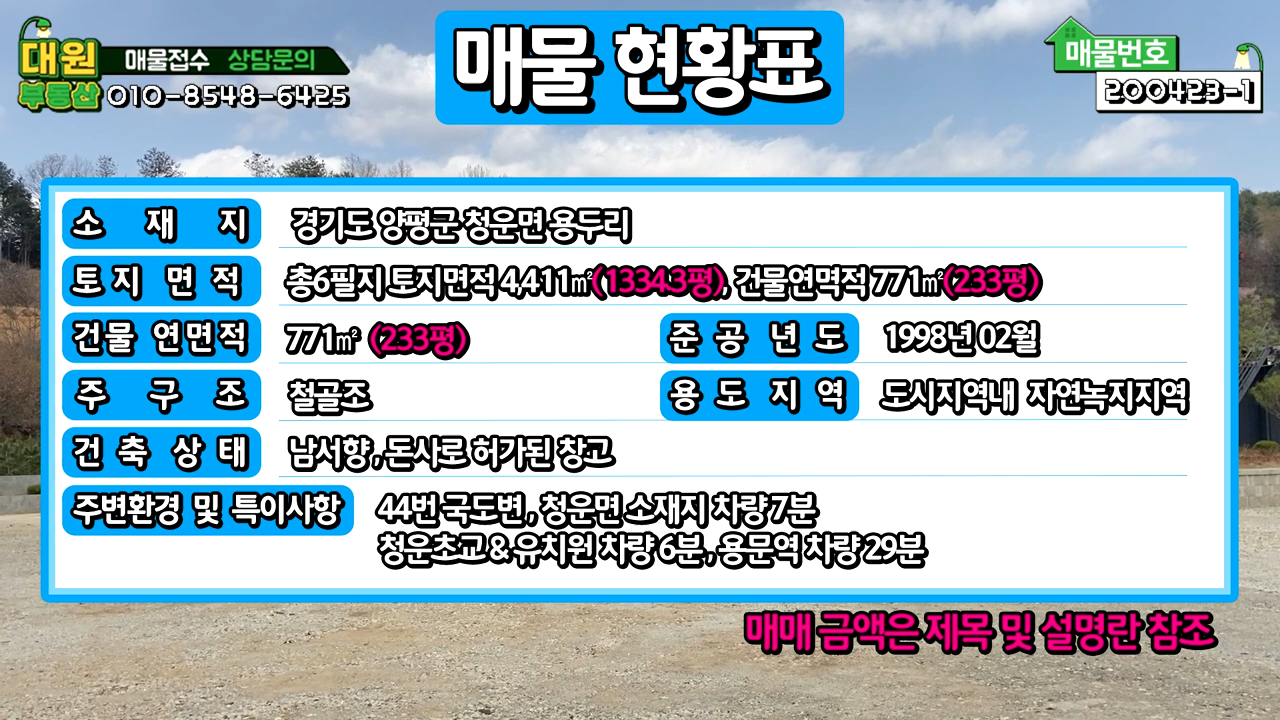 대원 매물접수 상담문의
부동산 010-8548-6425
매물 현황표
매물번호
200423-1
소 재 지 경기도 양평군 청운면 용두리
토지 면적 총6필지 토지면적 4,411㎡(1334.3평), 건물연멱적 771㎡(233평)
건물 연면적 771㎡ (233평) 준공 년도 1998년 02월
주 구 조 철골조 용도 지역 도시지역내 자연녹지지역
건축 상태 남서향, 돈사로 허가된 창고
주변환경 및 특이사항 44번 국도변, 청운면 소재지 차량 7분
청운초교 & 유치원 차량 6분, 용문역 차량 29분
매매 금액은 제목 및 설명란 참조